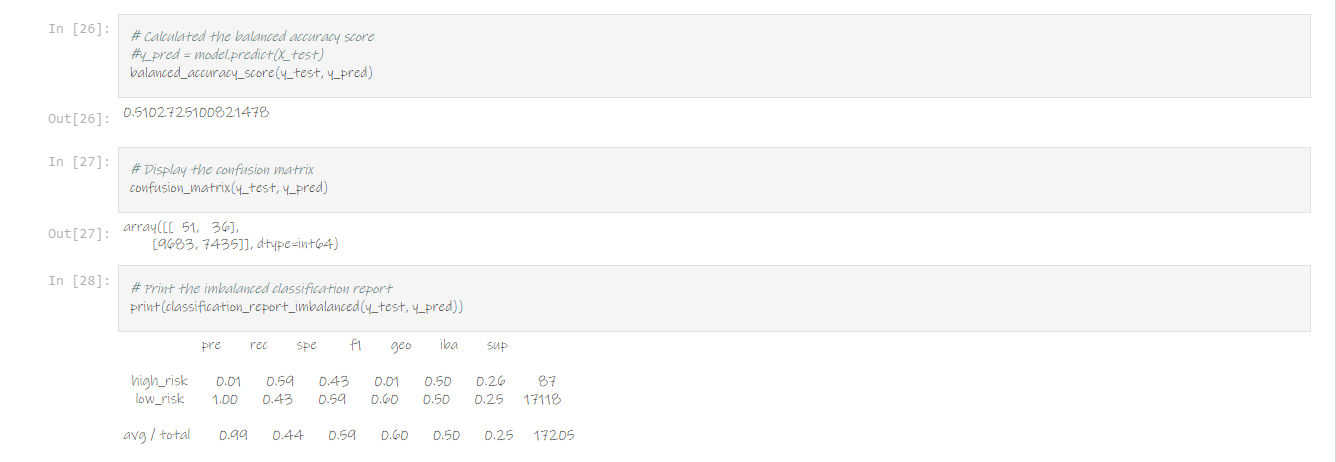 In [26]:
# Calculated the balanced accuracy score
#y_pred = model.predict(X_test)
balanced_accuracy_score(y_test, y_pred)
Out[26]: 0.5102725100821478
In [27]:
# Display the confusion matrix
confusion_matrix(y_test, y_pred)
Out[27]: array([[ 51, 36],
[9683, 7435]], dtype=int64)
In [28]:
# Print the imbalanced classification report
print(classification_report_imbalanced(y_test, y_pred))
pre rec spe f1 geo iba sup
high_risk 0.01 0.59 0.43 0.01 0.50 0.26 87
low_risk 1.00 0.43 0.59 0.60 0.50 0.25 17118
avg / total 0.99 0.44 0.59 0.60 0.50 0.25 17205